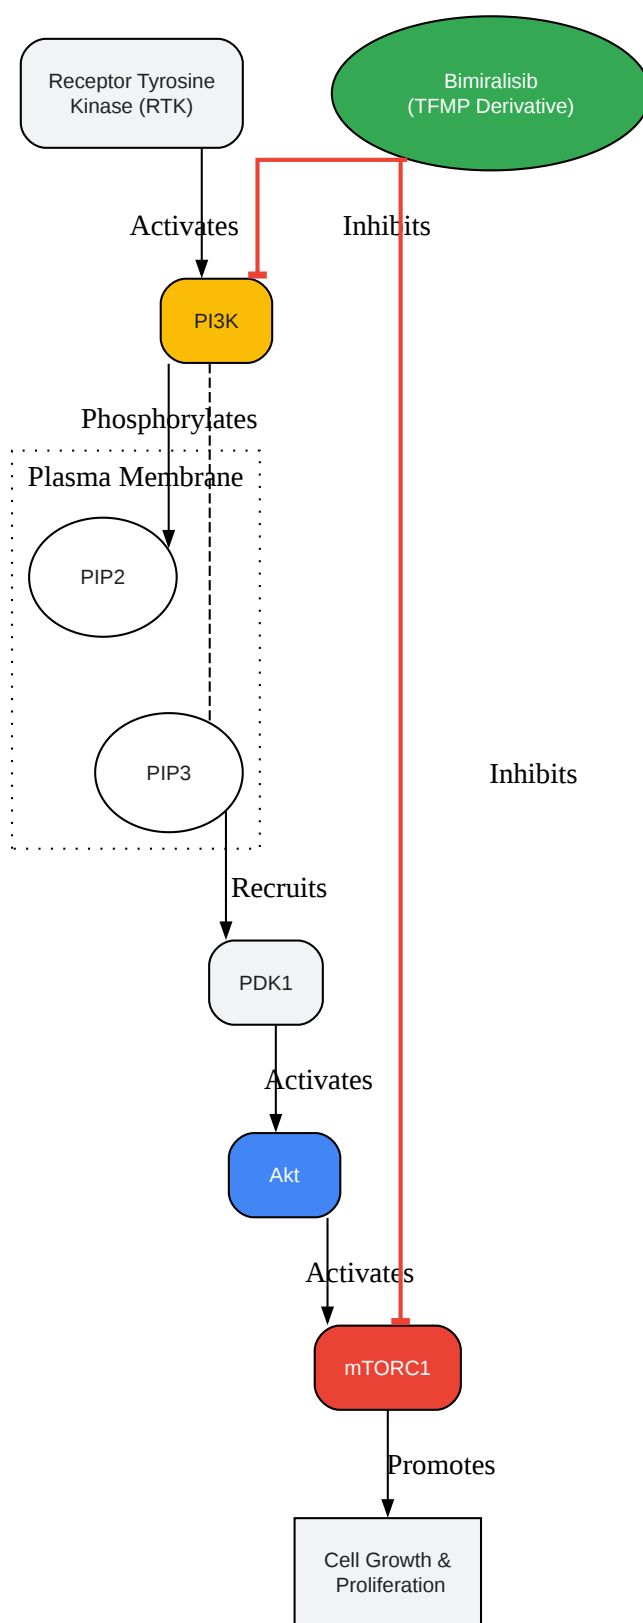 Receptor Tyrosine
Kinase (RTK)
Bimiralisib
(TFMP Derivative)
Activates
Inhibits
PI3K
Phosphorylates
Plasma Membrane
PIP2
PIP3
Inhibits
Recruits
PDK1
Activates
Akt
Activates
mTORC1
Promotes
Cell Growth &
Proliferation